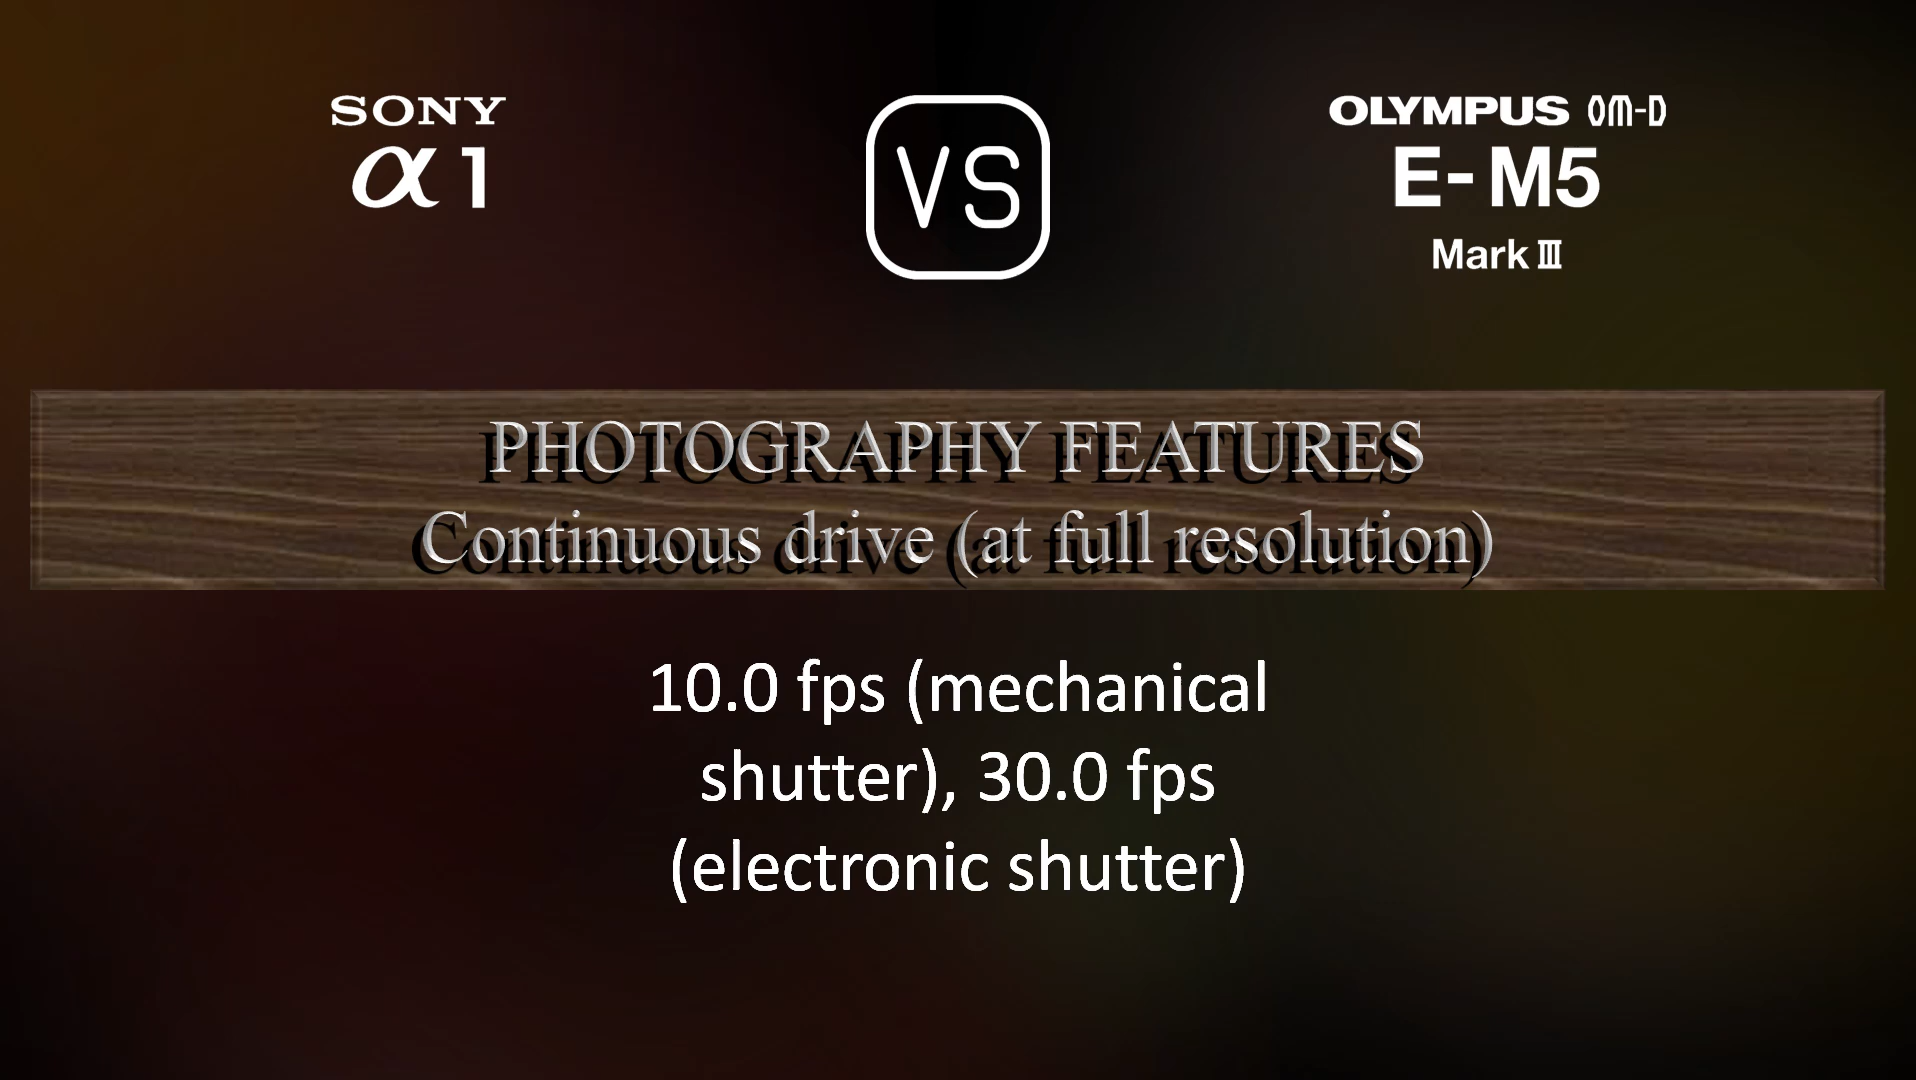 SONY
α 1
VS
OLYMPUS OM-D
E-M5
Mark III
PHOTOGRAPHY FEATURES
Continuous drive (at full resolution)
10.0 fps (mechanical
shutter), 30.0 fps
(electronic shutter)